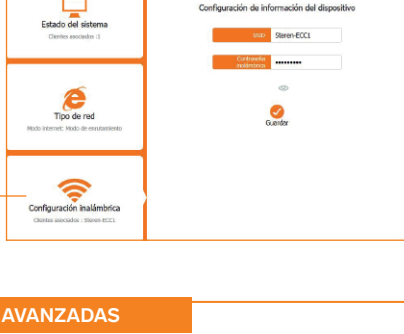 Estado del sistema
Clientes asociados :1
Tipo de red
Modo internet: Modo de enrutamiento
Configuración inalámbrica
Clientes asociados : Steren-ECC1
Configuración de información del dispositivo
SSID Steren-ECC1
Contraseña
inalámbrica •••••••••
Guardar
AVANZADAS